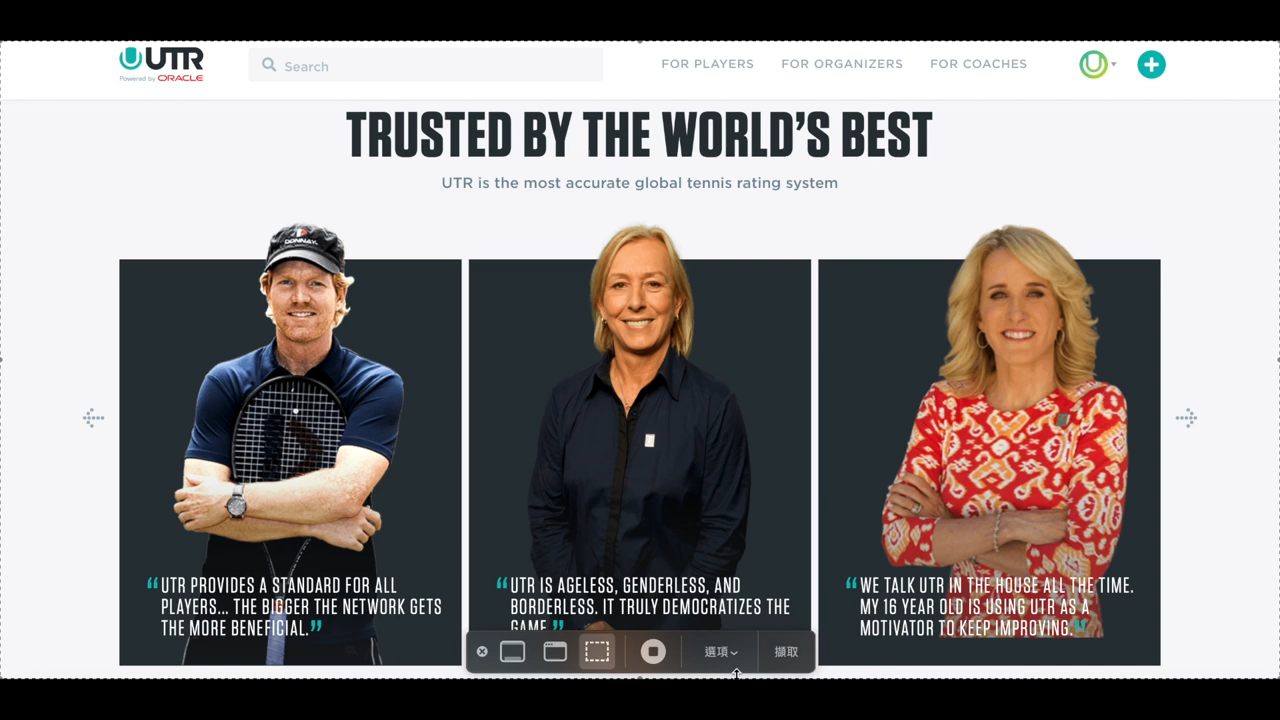 UTR
Powered by ORACLE
Search
FOR PLAYERS
FOR ORGANIZERS
FOR COACHES
TRUSTED BY THE WORLD'S BEST
UTR is the most accurate global tennis rating system
DONNAY
“UTR PROVIDES A STANDARD FOR ALL
PLAYERS... THE BIGGER THE NETWORK GETS
THE MORE BENEFICIAL.”
“UTR IS AGELESS, GENDERLESS, AND
BORDERLESS. IT TRULY DEMOCRATIZES THE
GAME.”
“WE TALK UTR IN THE HOUSE ALL THE TIME.
MY 16 YEAR OLD IS USING UTR AS A
MOTIVATOR TO KEEP IMPROVING.”
選項
擷取